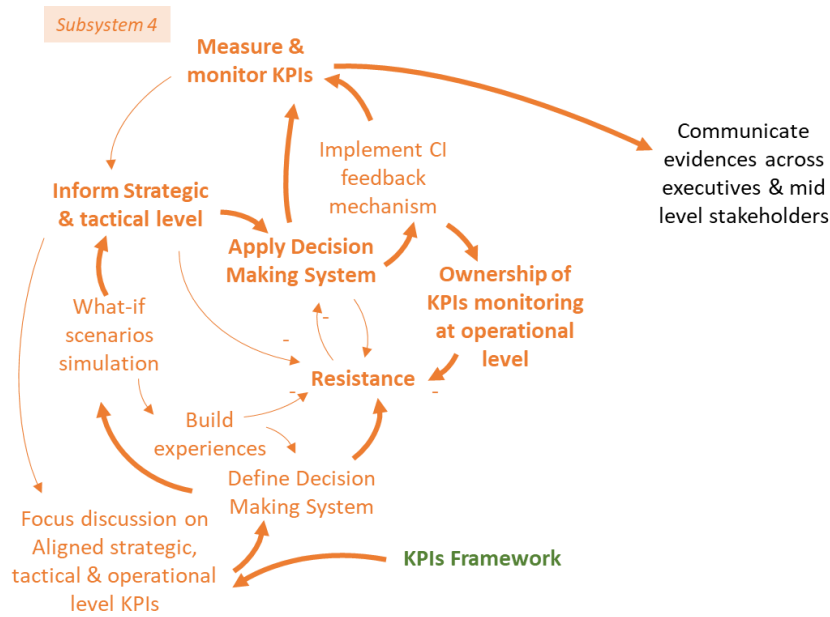 Subsystem 4
Measure &
monitor KPIs
Communicate
evidences across
executives & mid
level stakeholders
Implement CI
feedback
mechanism
Inform Strategic
& tactical level
Apply Decision
Making System
Ownership of
KPIs monitoring
at operational
level
What-if
scenarios
simulation
-
-
Resistance
-
-
Build
experiences
Define Decision
Making System
Focus discussion on
Aligned strategic,
tactical & operational
level KPIs
KPIs Framework